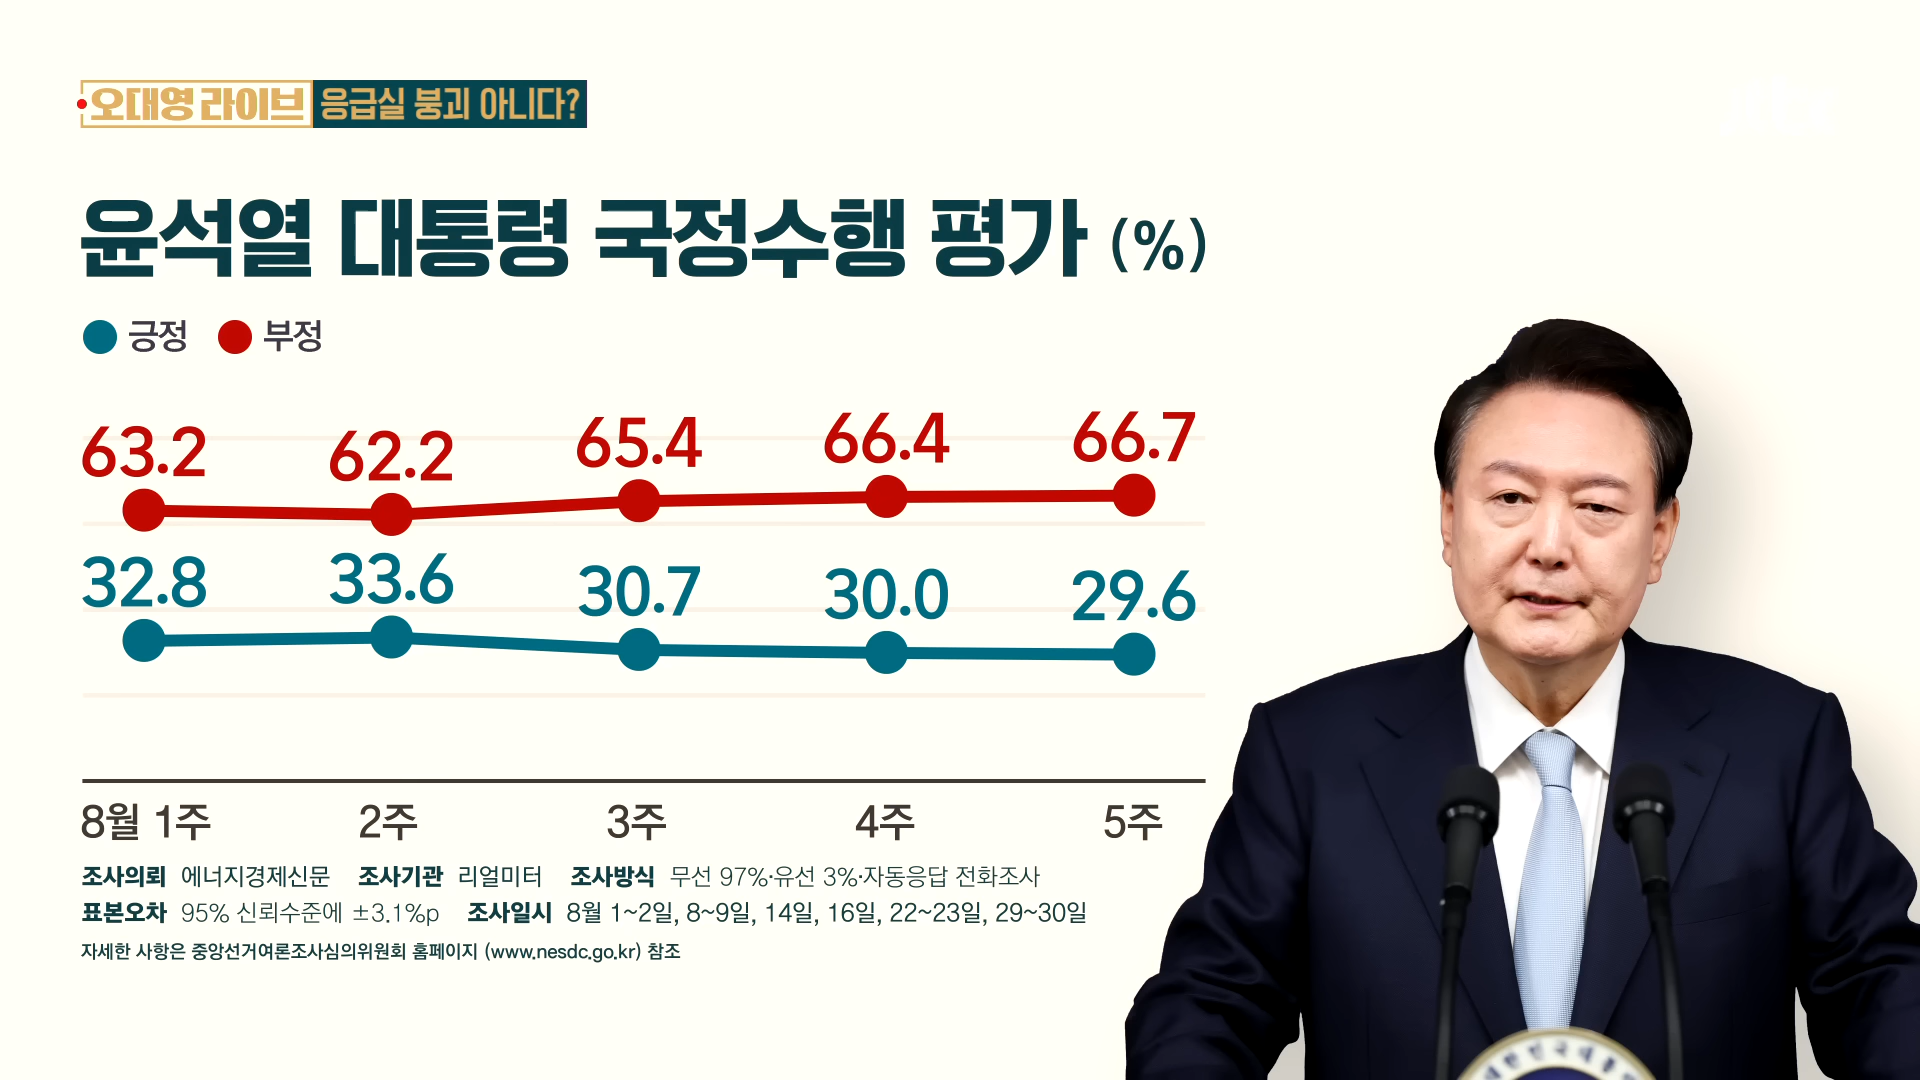 오대영 라이브 응급실 붕괴 아니다?
jtbc
윤석열 대통령 국정수행 평가 (%)
긍정 부정
63.2 62.2 65.4 66.4 66.7
32.8 33.6 30.7 30.0 29.6
8월 1주 2주 3주 4주 5주
조사의뢰 에너지경제신문 조사기관 리얼미터 조사방식 무선 97%·유선 3%·자동응답 전화조사
표본오차 95% 신뢰수준에 ±3.1%p 조사일시 8월 1~2일, 8~9일, 14일, 16일, 22~23일, 29~30일
자세한 사항은 중앙선거여론조사심의위원회 홈페이지 (www.nesdc.go.kr) 참조
대한민국대통령